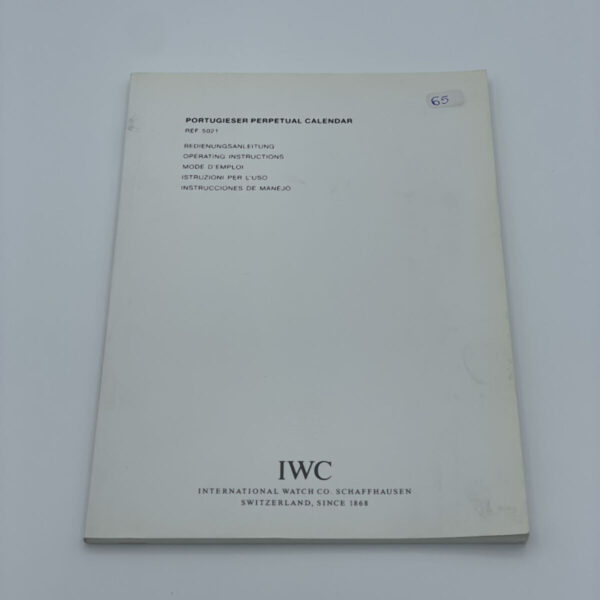 65
PORTUGIESER PERPETUAL CALENDAR
REF 5021
BEDIENUNGSANLEITUNG
OPERATING INSTRUCTIONS
MODE D'EMPLOI
ISTRUZIONI PER L'USO
INSTRUCCIONES DE MANEJO
IWC
INTERNATIONAL WATCH CO. SCHAFFHAUSEN
SWITZERLAND, SINCE 1868